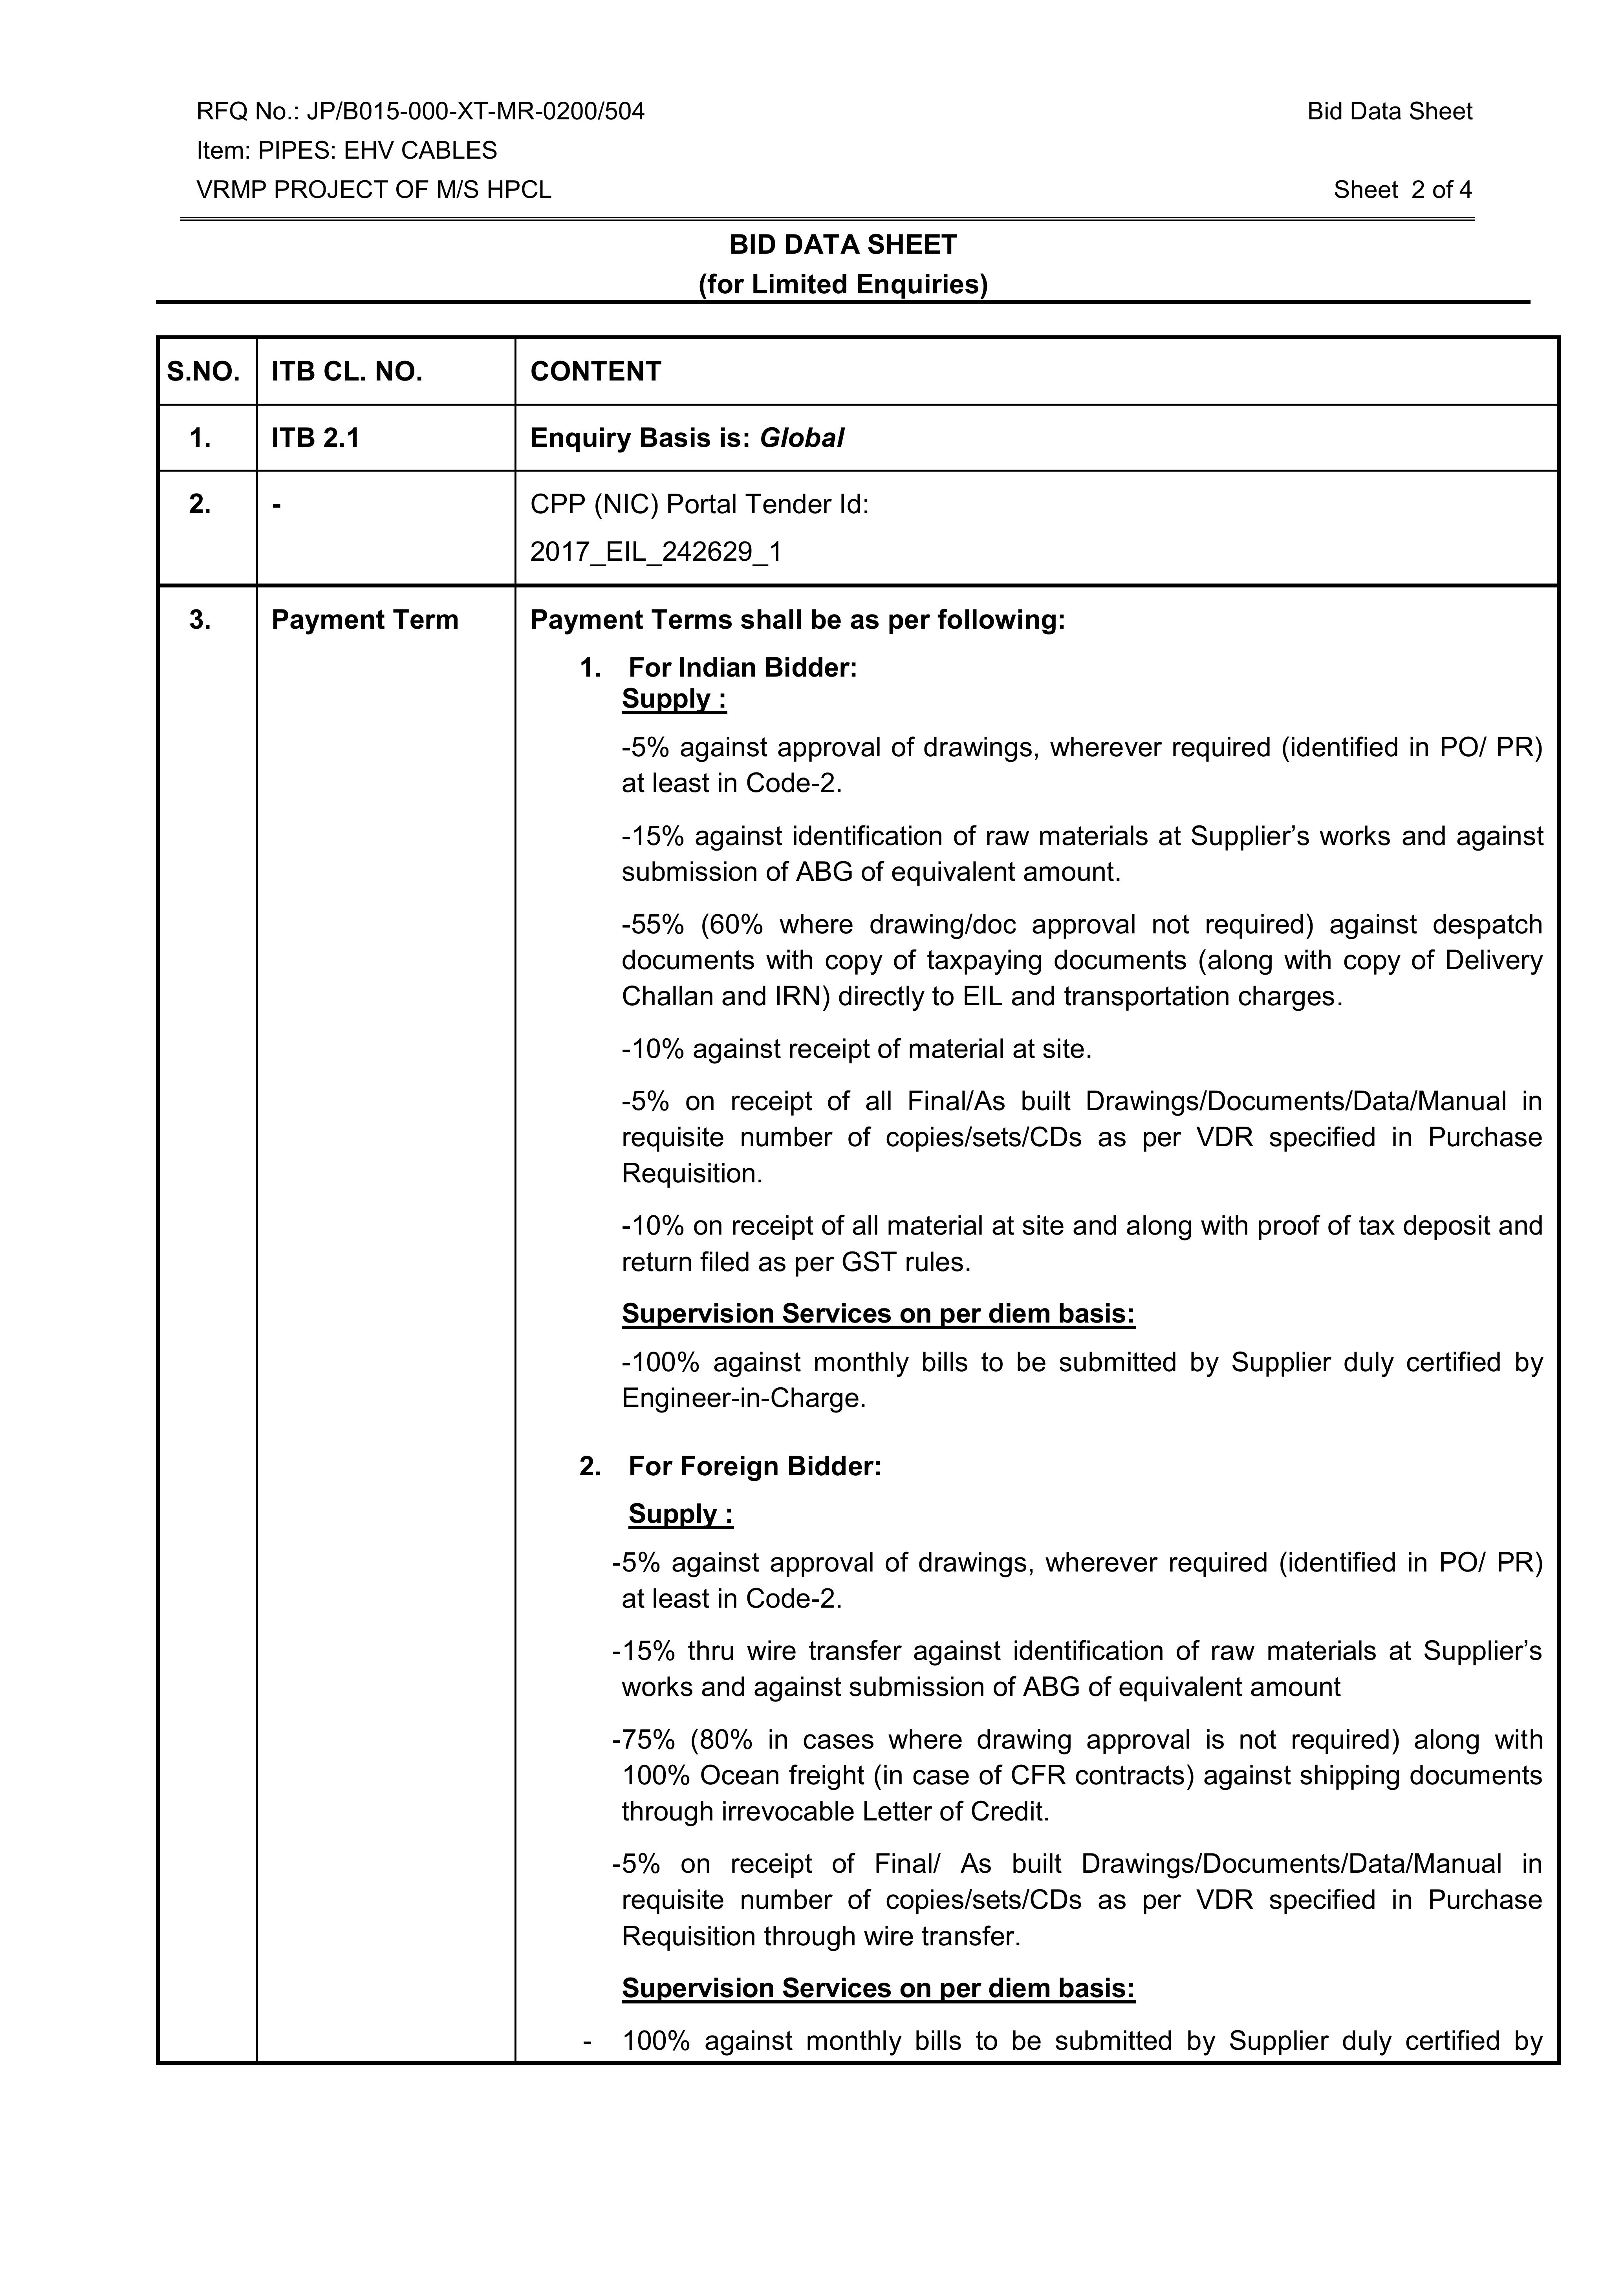 RFQ No.: JP/B015-000-XT-MR-0200/504 Bid Data Sheet
Item: PIPES: EHV CABLES
VRMP PROJECT OF M/S HPCL Sheet 2 of 4
BID DATA SHEET
(for Limited Enquiries)
S.NO. ITB CL. NO. CONTENT
1. ITB 2.1 Enquiry Basis is: Global
2. - CPP (NIC) Portal Tender Id:
2017_EIL_242629_1
3. Payment Term Payment Terms shall be as per following:
1. For Indian Bidder:
Supply :
-5% against approval of drawings, wherever required (identified in PO/ PR)
at least in Code-2.
-15% against identification of raw materials at Supplier’s works and against
submission of ABG of equivalent amount.
-55% (60% where drawing/doc approval not required) against despatch
documents with copy of taxpaying documents (along with copy of Delivery
Challan and IRN) directly to EIL and transportation charges.
-10% against receipt of material at site.
-5% on receipt of all Final/As built Drawings/Documents/Data/Manual in
requisite number of copies/sets/CDs as per VDR specified in Purchase
Requisition.
-10% on receipt of all material at site and along with proof of tax deposit and
return filed as per GST rules.
Supervision Services on per diem basis:
-100% against monthly bills to be submitted by Supplier duly certified by
Engineer-in-Charge.
2. For Foreign Bidder:
Supply :
-5% against approval of drawings, wherever required (identified in PO/ PR)
at least in Code-2.
-15% thru wire transfer against identification of raw materials at Supplier’s
works and against submission of ABG of equivalent amount
-75% (80% in cases where drawing approval is not required) along with
100% Ocean freight (in case of CFR contracts) against shipping documents
through irrevocable Letter of Credit.
-5% on receipt of Final/ As built Drawings/Documents/Data/Manual in
requisite number of copies/sets/CDs as per VDR specified in Purchase
Requisition through wire transfer.
Supervision Services on per diem basis:
- 100% against monthly bills to be submitted by Supplier duly certified by